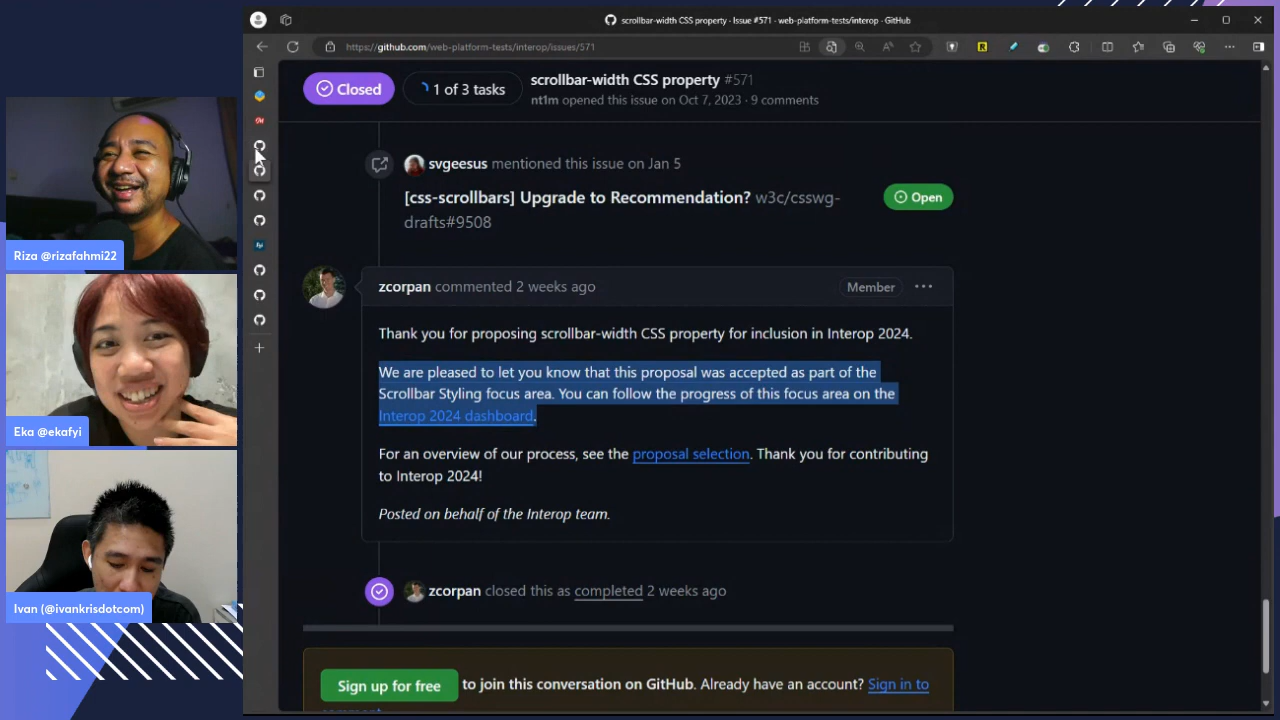 scrollbar-width CSS property · Issue #571 · web-platform-tests/interop · GitHub
https://github.com/web-platform-tests/interop/issues/571
Closed
1 of 3 tasks
scrollbar-width CSS property #571
nt1m opened this issue on Oct 7, 2023 · 9 comments
svgeesus mentioned this issue on Jan 5
[css-scrollbars] Upgrade to Recommendation? w3c/csswg-
drafts#9508
Open
zcorpan commented 2 weeks ago
Member
Thank you for proposing scrollbar-width CSS property for inclusion in Interop 2024.
We are pleased to let you know that this proposal was accepted as part of the
Scrollbar Styling focus area. You can follow the progress of this focus area on the
Interop 2024 dashboard.
For an overview of our process, see the proposal selection. Thank you for contributing
to Interop 2024!
Posted on behalf of the Interop team.
zcorpan closed this as completed 2 weeks ago
Sign up for free to join this conversation on GitHub. Already have an account? Sign in to
Riza @rizafahmi22
Eka @ekafyi
Ivan (@ivankrisdotcom)